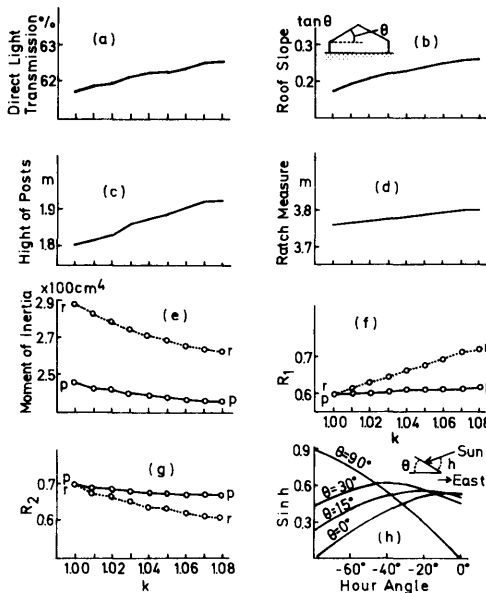 Direct Light
Transmission
%
63
62
(a)
Roof Slope
tanθ
0.3
0.2
θ
(b)
Hight of Posts
m
1.9
1.8
(c)
Ratch Measure
m
3.8
3.7
(d)
Moment of Inertia
x100cm4
2.9
2.7
2.5
r
p
(e)
r
p
R1
0.7
0.6
r
p
(f)
r
p
1.00 1.02 1.04 1.06 1.08
k
R2
0.7
0.6
p
r
(g)
p
r
1.00 1.02 1.04 1.06 1.08
k
Sinh
0.9
0.6
0.3
θ=90°
θ=30°
θ=15°
θ=0°
θ
h
Sun
East
(h)
-60° -40° -20° 0°
Hour Angle